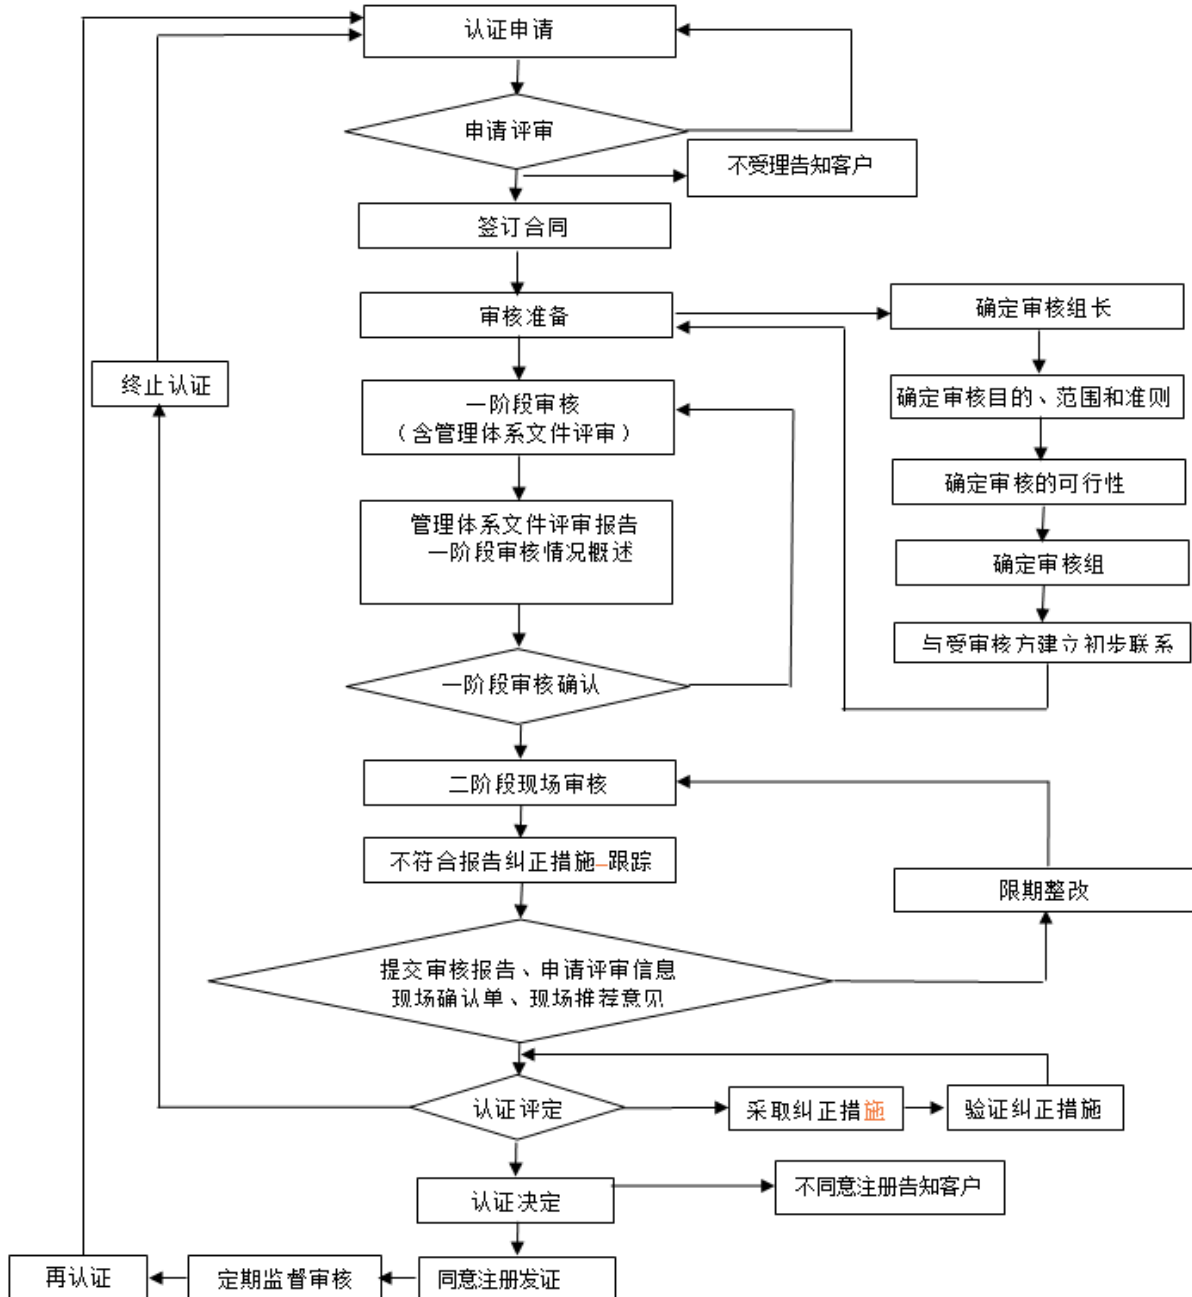 认证申请
申请评审
不受理告知客户
签订合同
审核准备
确定审核组长
终止认证
一阶段审核
（含管理体系文件评审）
确定审核目的、范围和准则
确定审核的可行性
管理体系文件评审报告
一阶段审核情况概述
确定审核组
与受审核方建立初步联系
一阶段审核确认
二阶段现场审核
不符合报告纠正措施–跟踪
限期整改
提交审核报告、申请评审信息
现场确认单、现场推荐意见
认证评定
采取纠正措施
验证纠正措施
认证决定
不同意注册告知客户
再认证
定期监督审核
同意注册发证